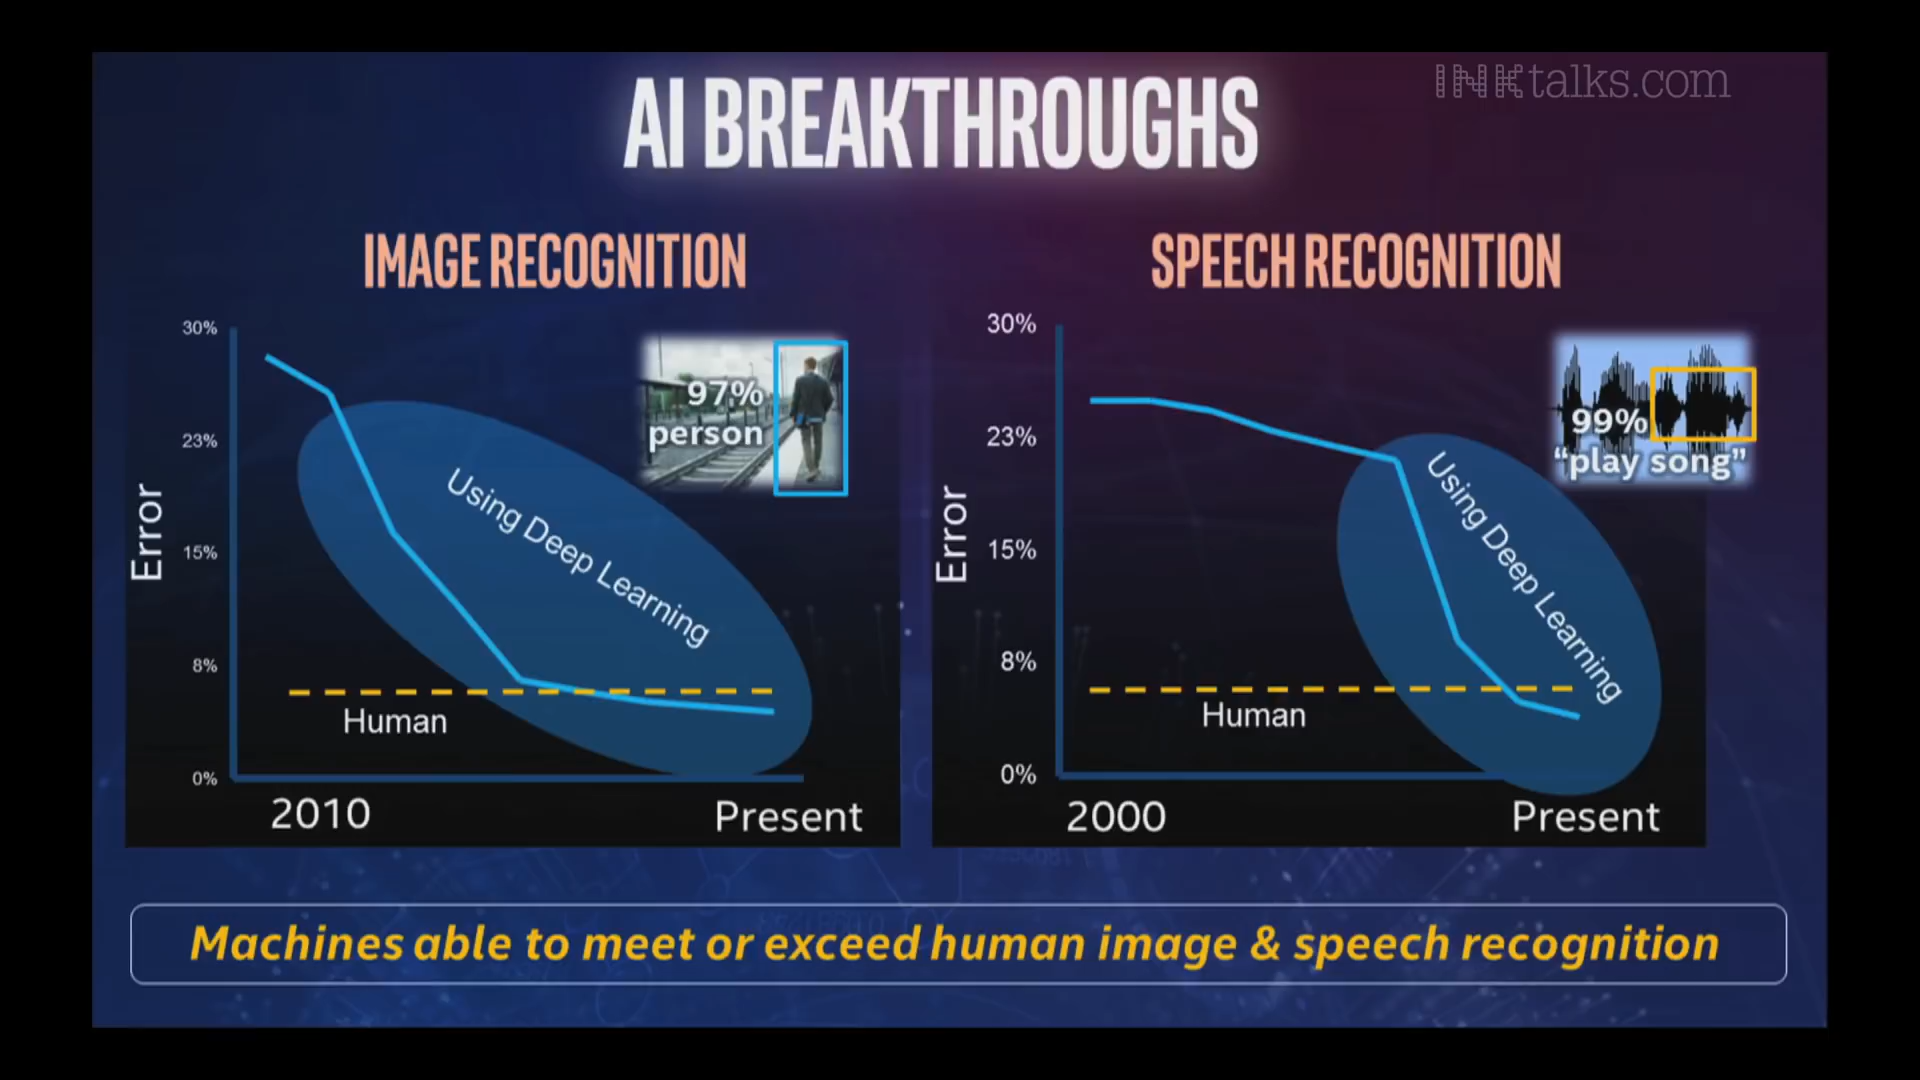 INKtalks.com
AI BREAKTHROUGHS
IMAGE RECOGNITION
30%
23%
15%
8%
0%
Error
97%
person
Using Deep Learning
Human
2010
Present
SPEECH RECOGNITION
30%
23%
15%
8%
0%
Error
99%
“play song”
Using Deep Learning
Human
2000
Present
Machines able to meet or exceed human image & speech recognition